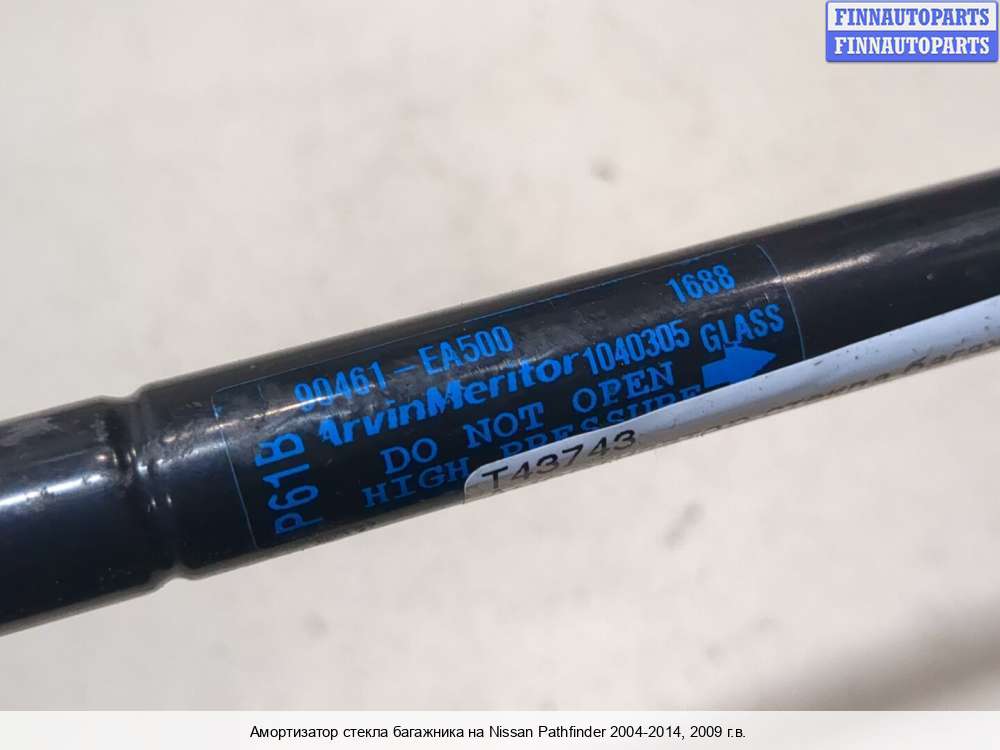 FINNAUTOPARTS
FINNAUTOPARTS
1688
90461-EA500
ArvinMeritor 1040305 GLASS
DO NOT OPEN
HIGH PRESSURE
P61B
T43743
Амортизатор стекла багажника на Nissan Pathfinder 2004-2014, 2009 г.в.